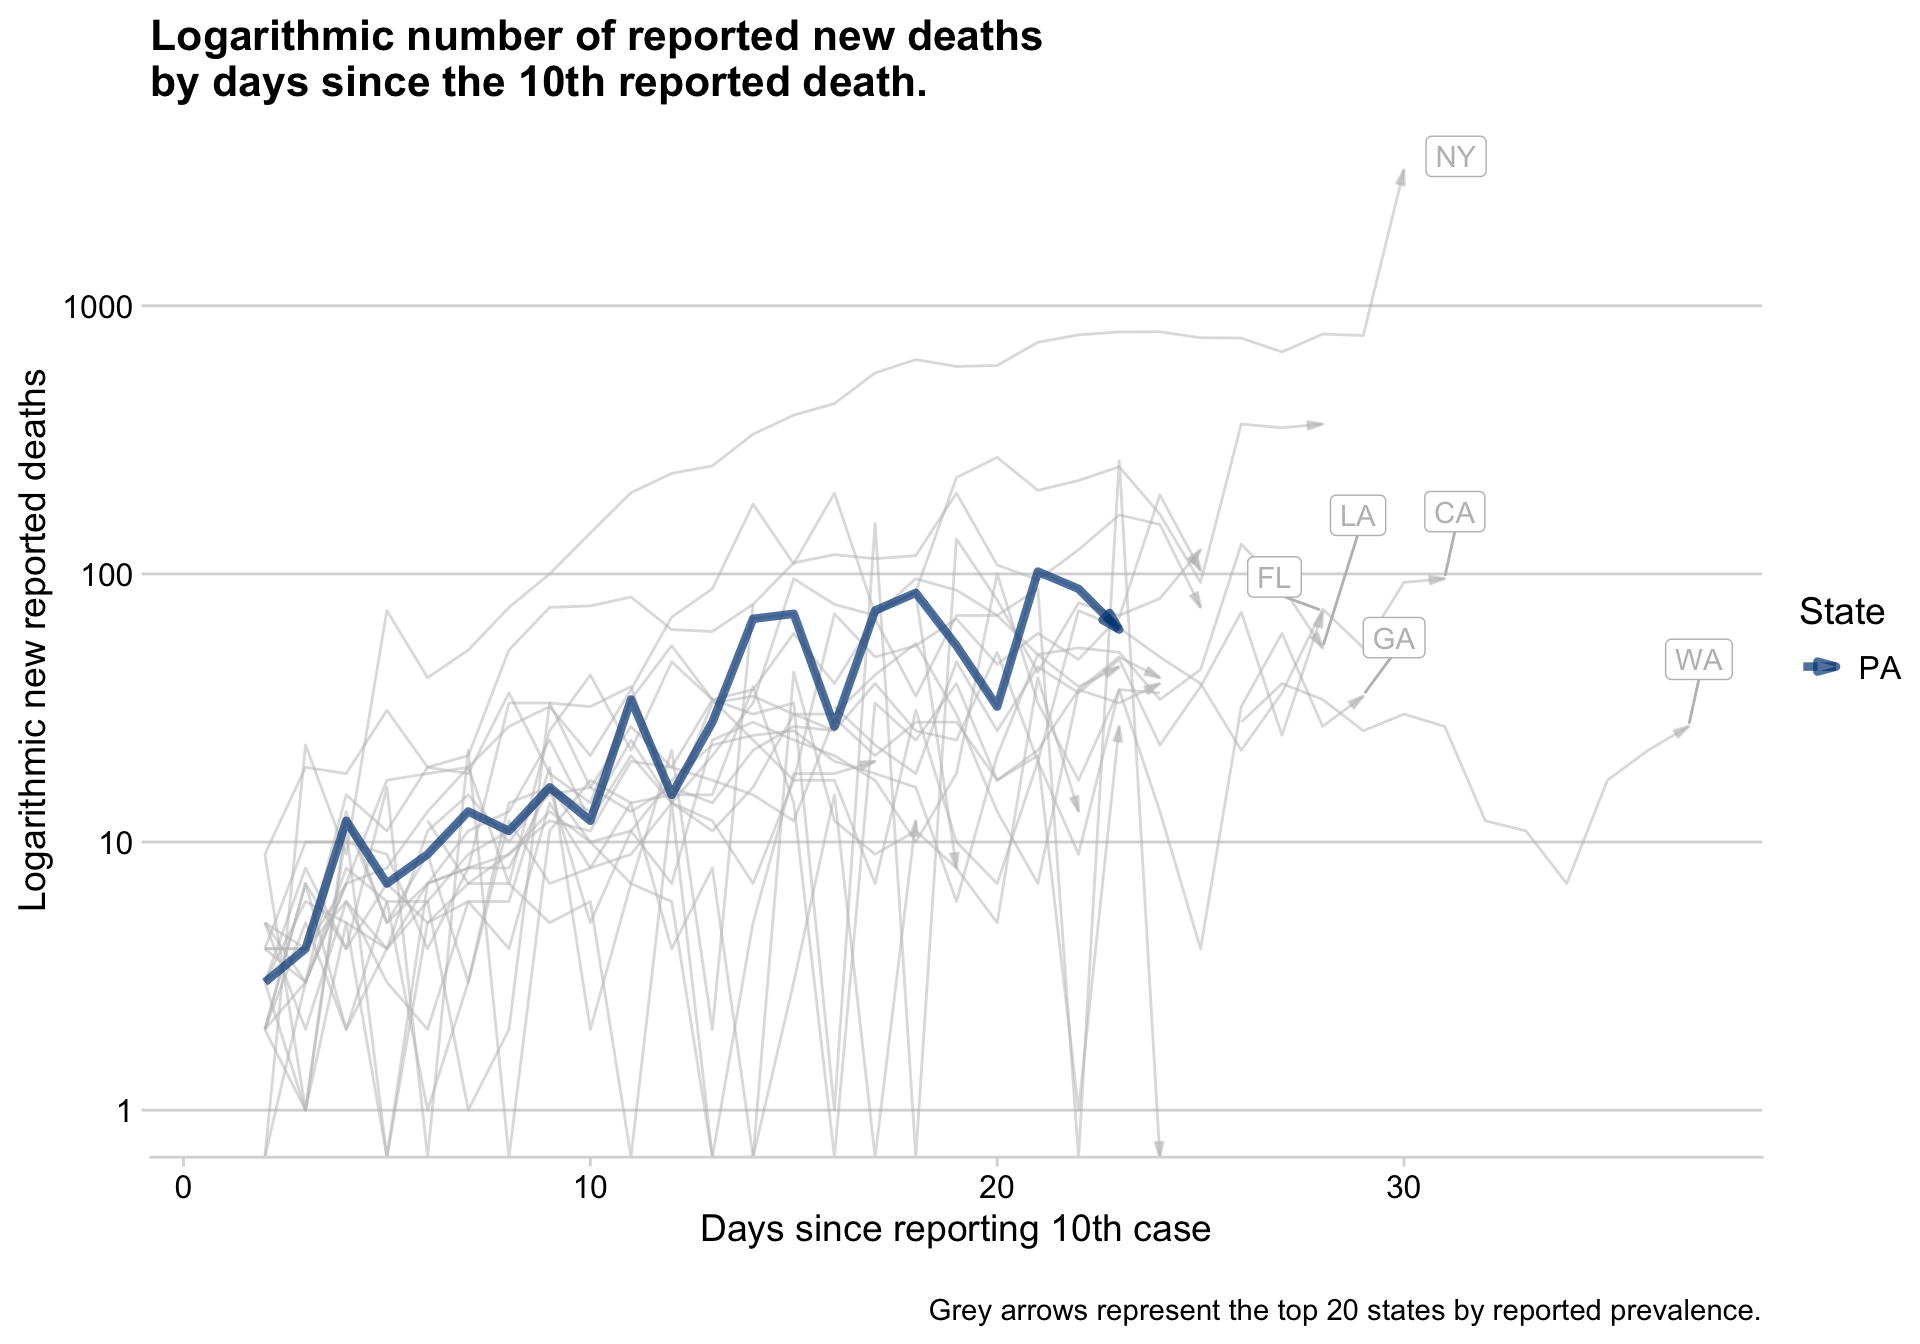 Logarithmic number of reported new deaths
by days since the 10th reported death.
NY
1000
LA
CA
100
FL
GA
WA
10
1
0
10
20
30
Logarithmic new reported deaths
Days since reporting 10th case
State
PA
Grey arrows represent the top 20 states by reported prevalence.